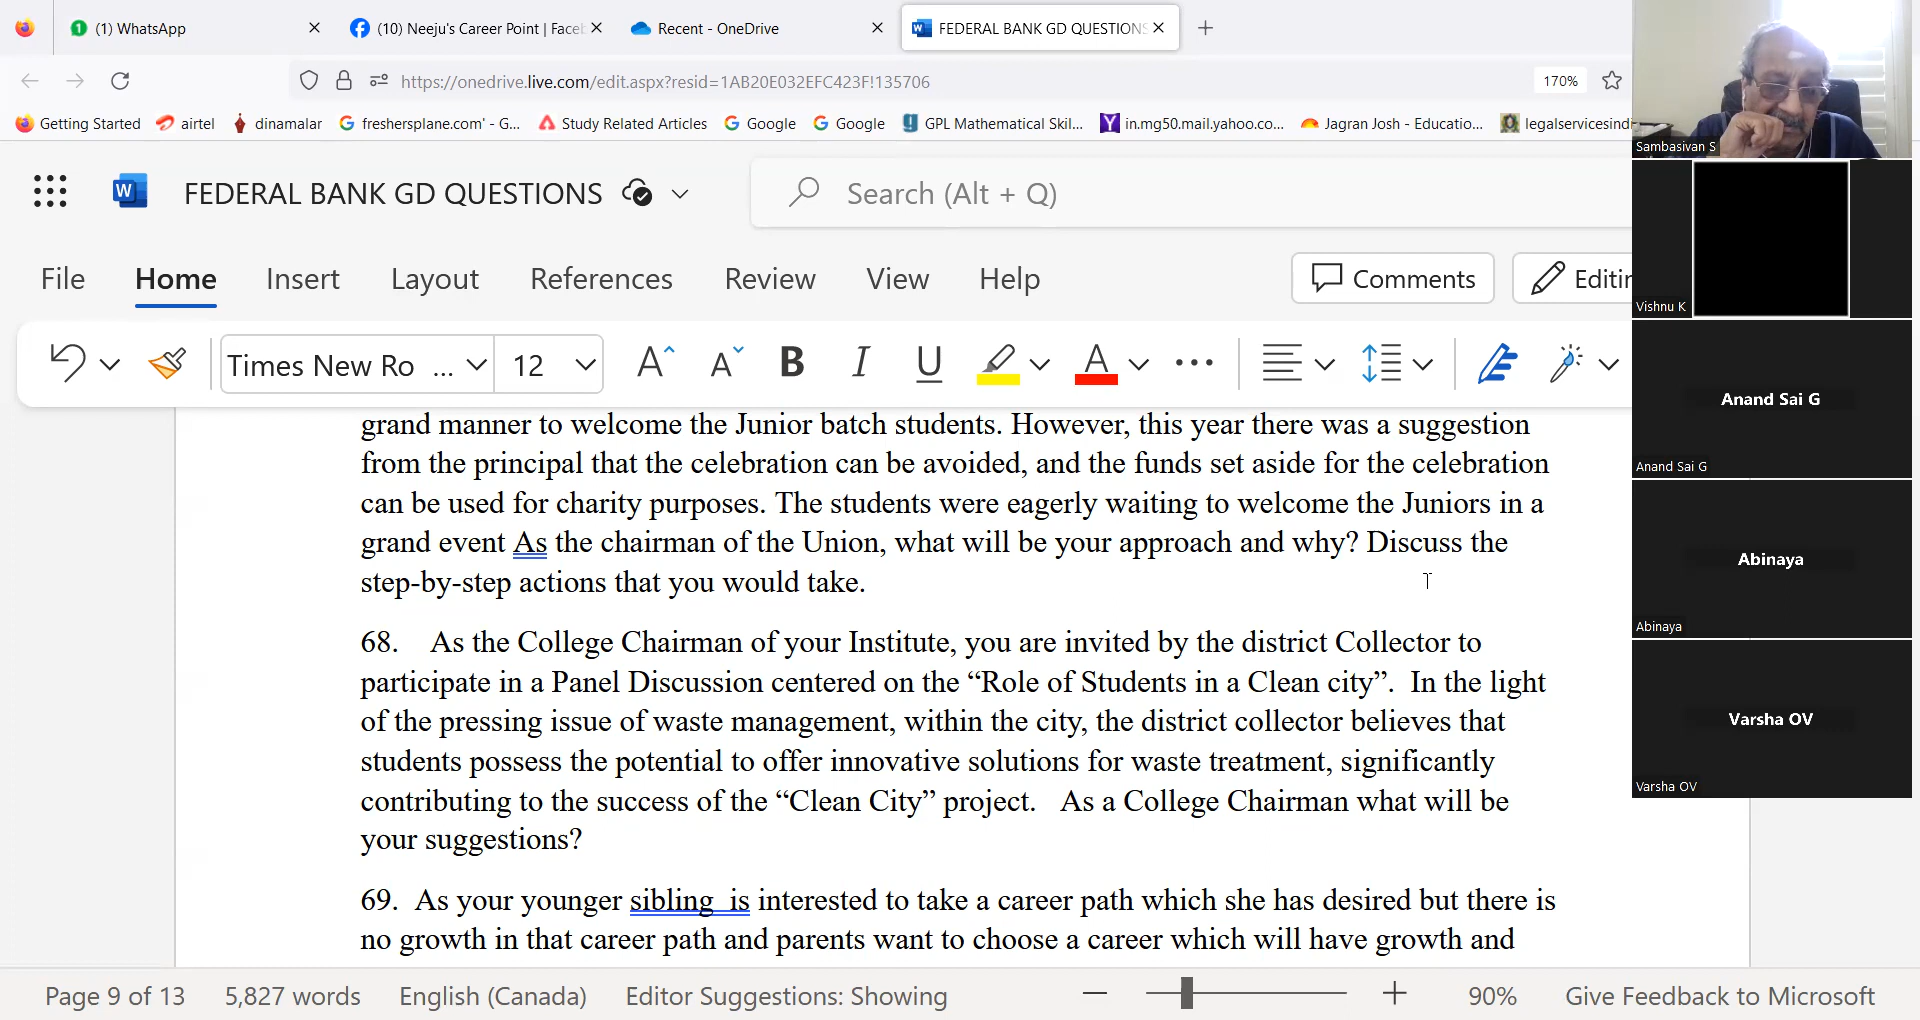 (1) WhatsApp
(10) Neeju's Career Point | Face
Recent - OneDrive
FEDERAL BANK GD QUESTIONS
https://onedrive.live.com/edit.aspx?resid=1AB20E032EFC423F!135706
170%
Getting Started
airtel
dinamalar
freshersplane.com' - G...
Study Related Articles
Google
Google
GPL Mathematical Skil...
in.mg50.mail.yahoo.co...
Jagran Josh - Educatio...
legalservicesindi
FEDERAL BANK GD QUESTIONS
Search (Alt + Q)
File Home Insert Layout References Review View Help
Comments
Editin
Times New Ro ...
12
grand manner to welcome the Junior batch students. However, this year there was a suggestion
from the principal that the celebration can be avoided, and the funds set aside for the celebration
can be used for charity purposes. The students were eagerly waiting to welcome the Juniors in a
grand event As the chairman of the Union, what will be your approach and why? Discuss the
step-by-step actions that you would take.
68. As the College Chairman of your Institute, you are invited by the district Collector to
participate in a Panel Discussion centered on the “Role of Students in a Clean city”. In the light
of the pressing issue of waste management, within the city, the district collector believes that
students possess the potential to offer innovative solutions for waste treatment, significantly
contributing to the success of the “Clean City” project. As a College Chairman what will be
your suggestions?
69. As your younger sibling is interested to take a career path which she has desired but there is
no growth in that career path and parents want to choose a career which will have growth and
Page 9 of 13
5,827 words
English (Canada)
Editor Suggestions: Showing
90%
Give Feedback to Microsoft
Sambasivan S
Vishnu K
Anand Sai G
Anand Sai G
Abinaya
Abinaya
Varsha OV
Varsha OV